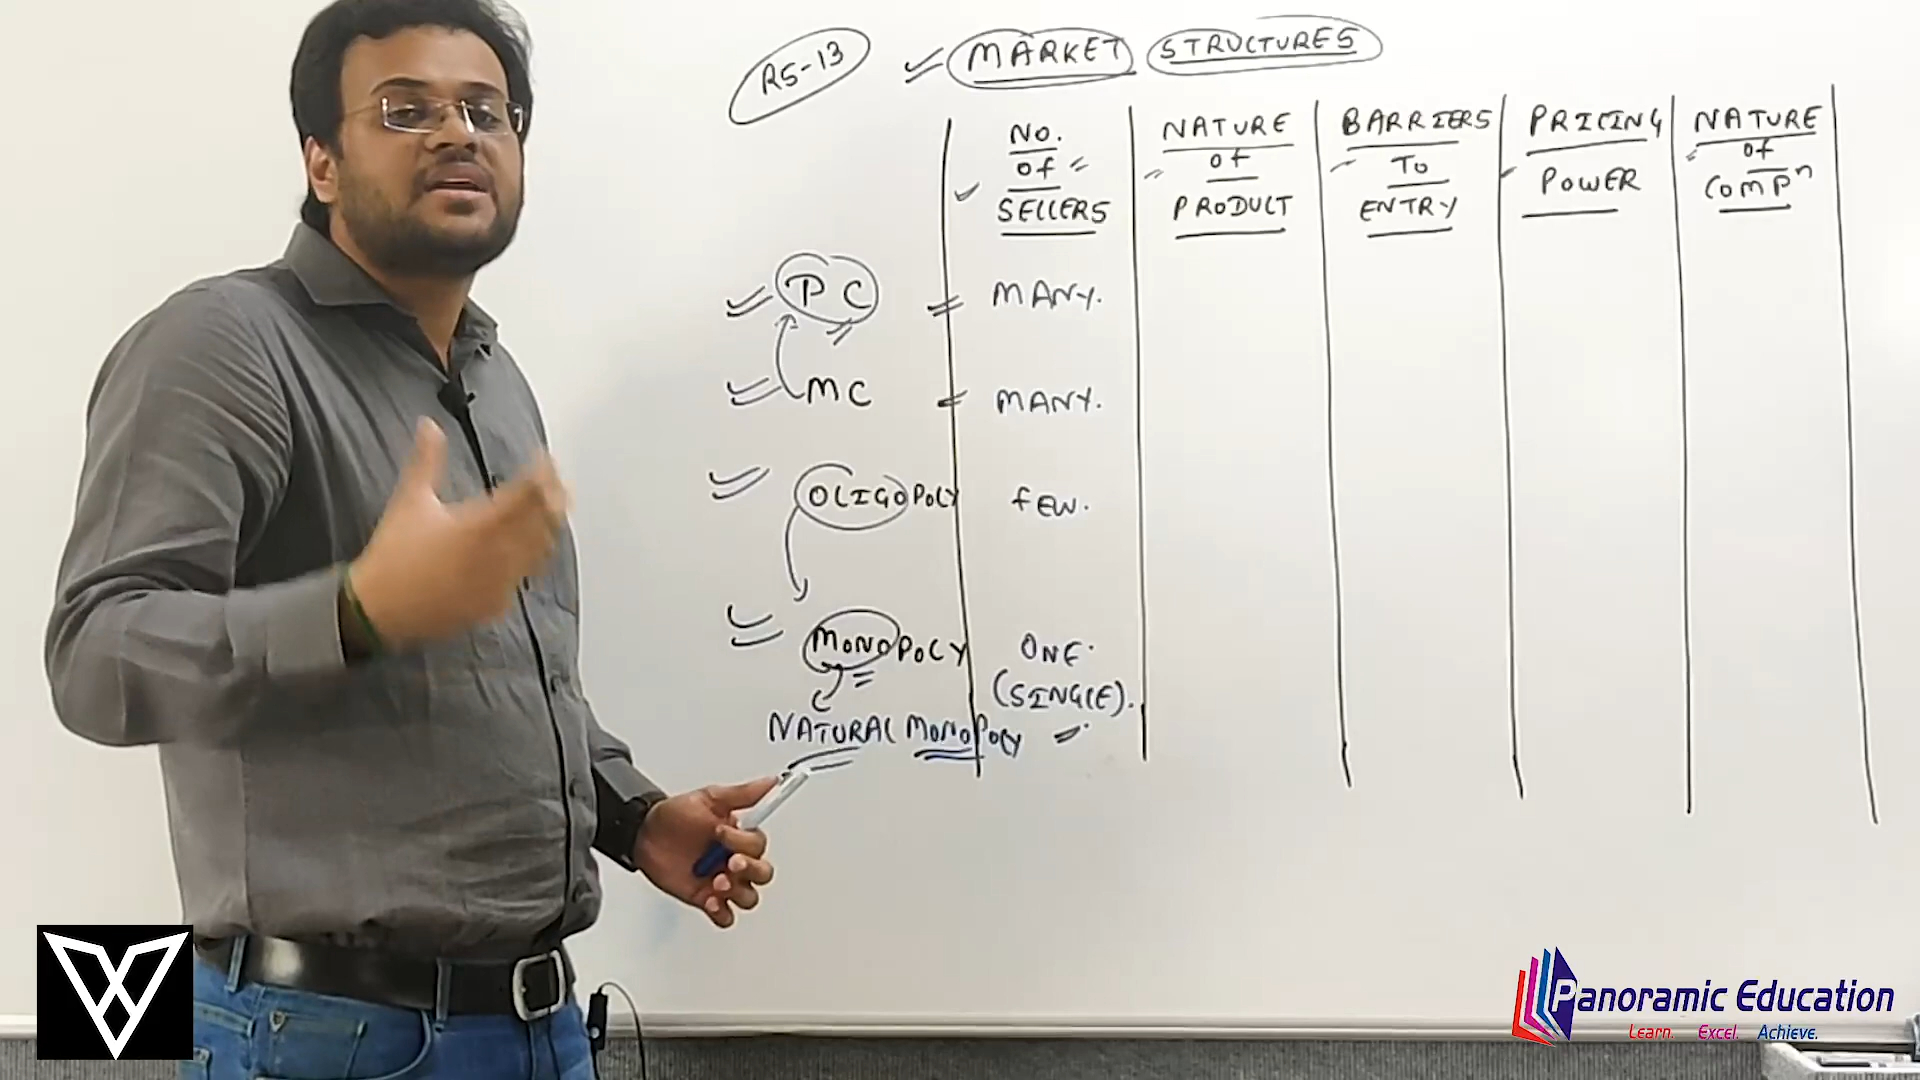 R5-13
MARKET STRUCTURES
NO.
of
SELLERS
NATURE
of
PRODUCT
BARRIERS
TO
ENTRY
PRICING
POWER
NATURE
of
COMPn
PC
MANY.
MC
MANY.
OLIGOPOLY
fEW.
MONOPOLY
ONE.
(SINGLE).
NATURAL MONOPOLY
Panoramic Education
Learn. Excel. Achieve.